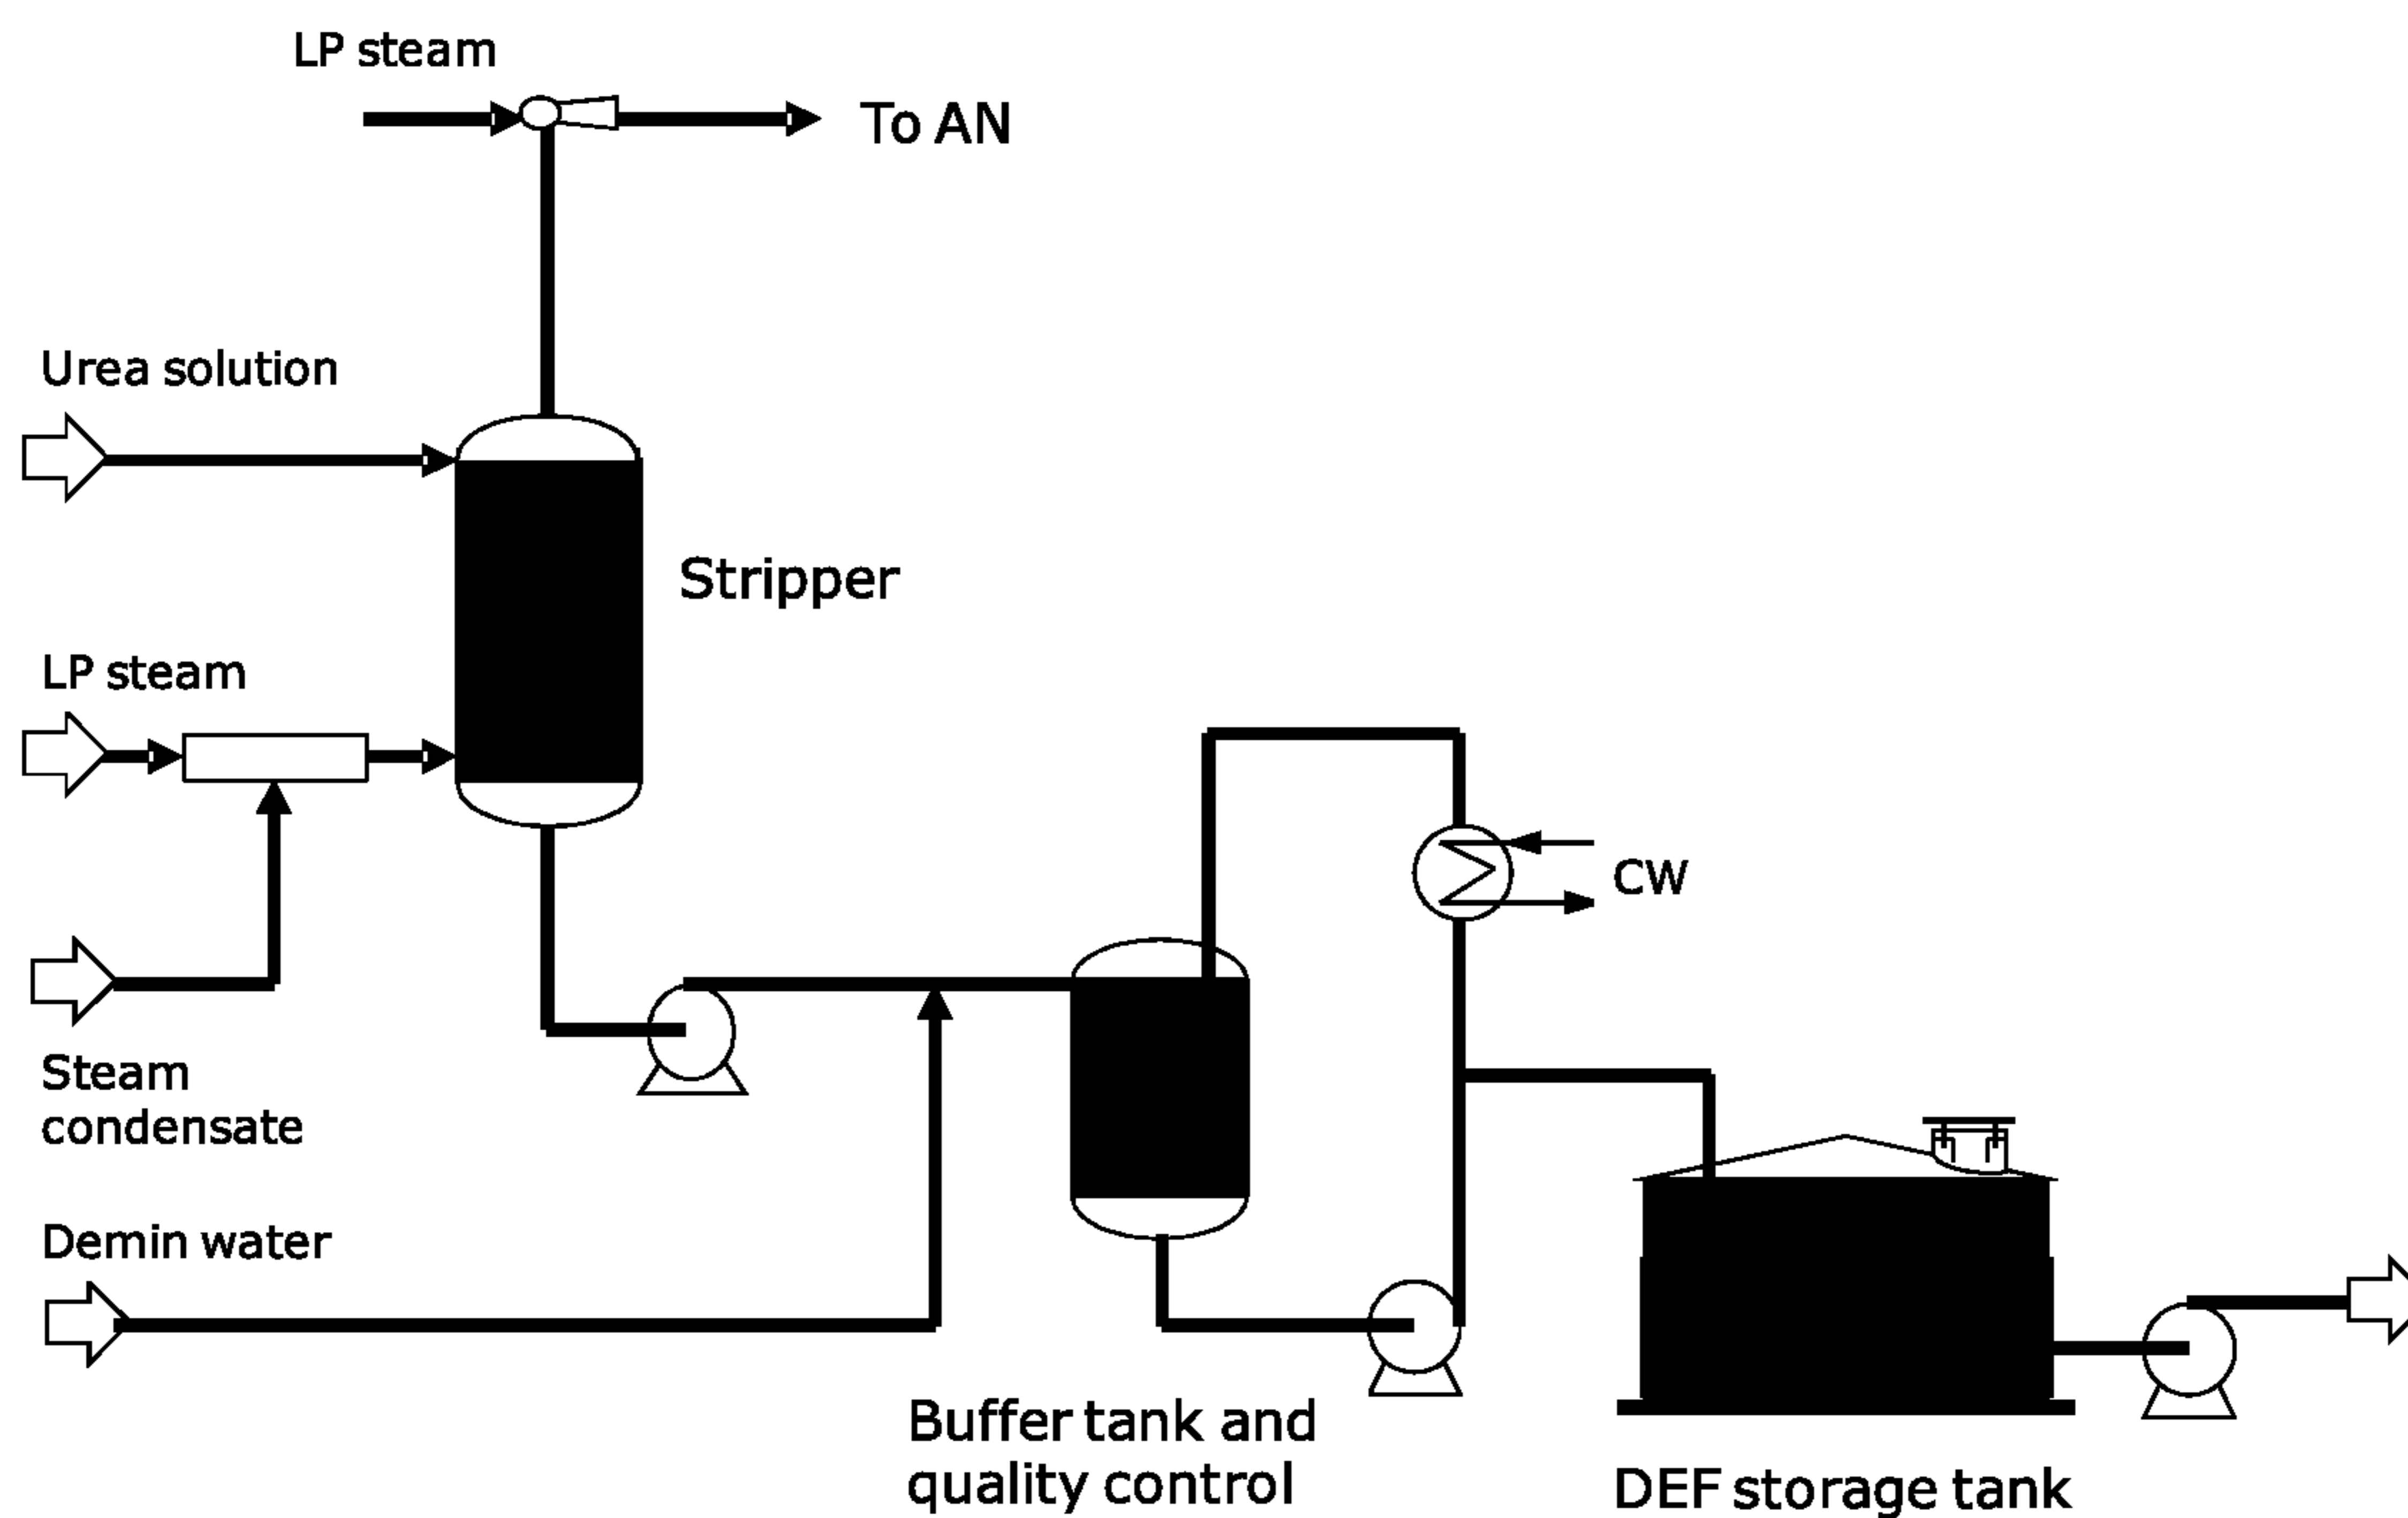 LP steam
To AN
Urea solution
Stripper
LP steam
CW
Steam
condensate
Demin water
Buffer tank and
quality control
DEF storage tank